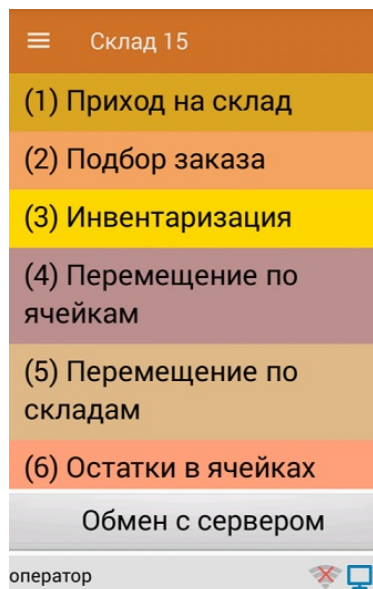 Склад 15
(1) Приход на склад
(2) Подбор заказа
(3) Инвентаризация
(4) Перемещение по
ячейкам
(5) Перемещение по
складам
(6) Остатки в ячейках
Обмен с сервером
оператор